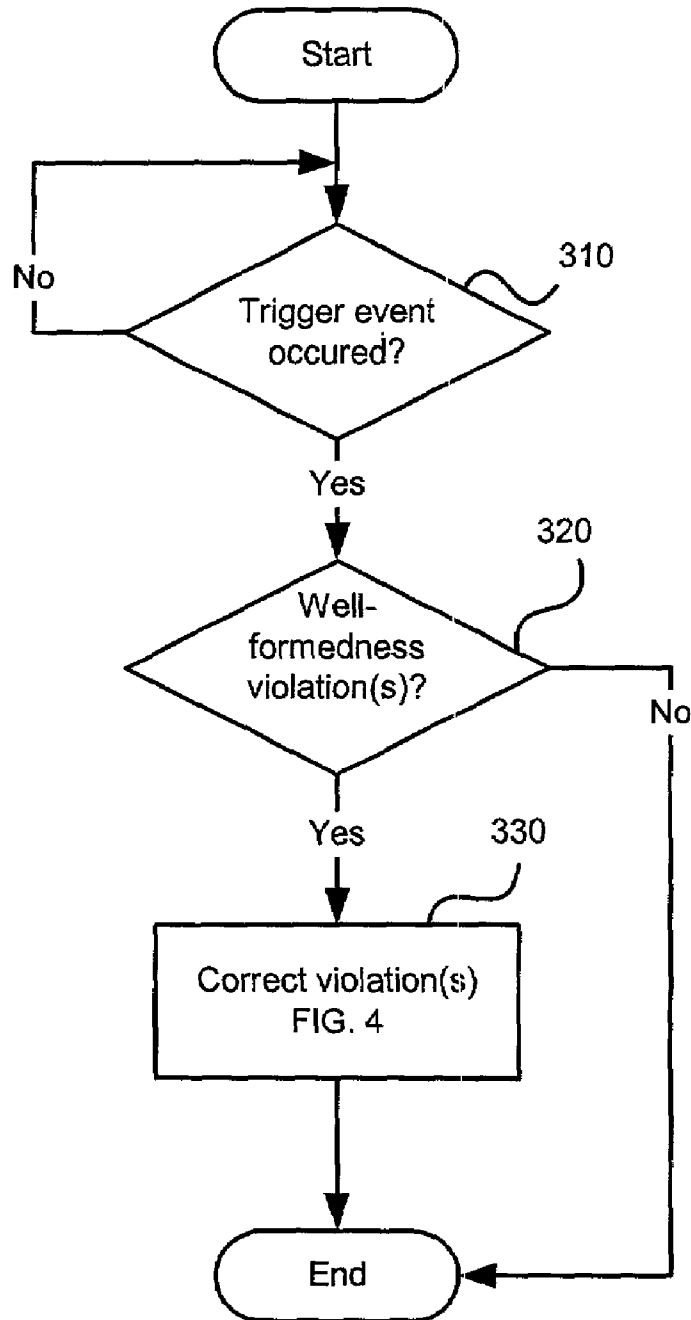 Start
310
No
Trigger event
occured?
Yes
320
Well-
formedness
violation(s)?
No
Yes
330
Correct violation(s)
FIG. 4
End